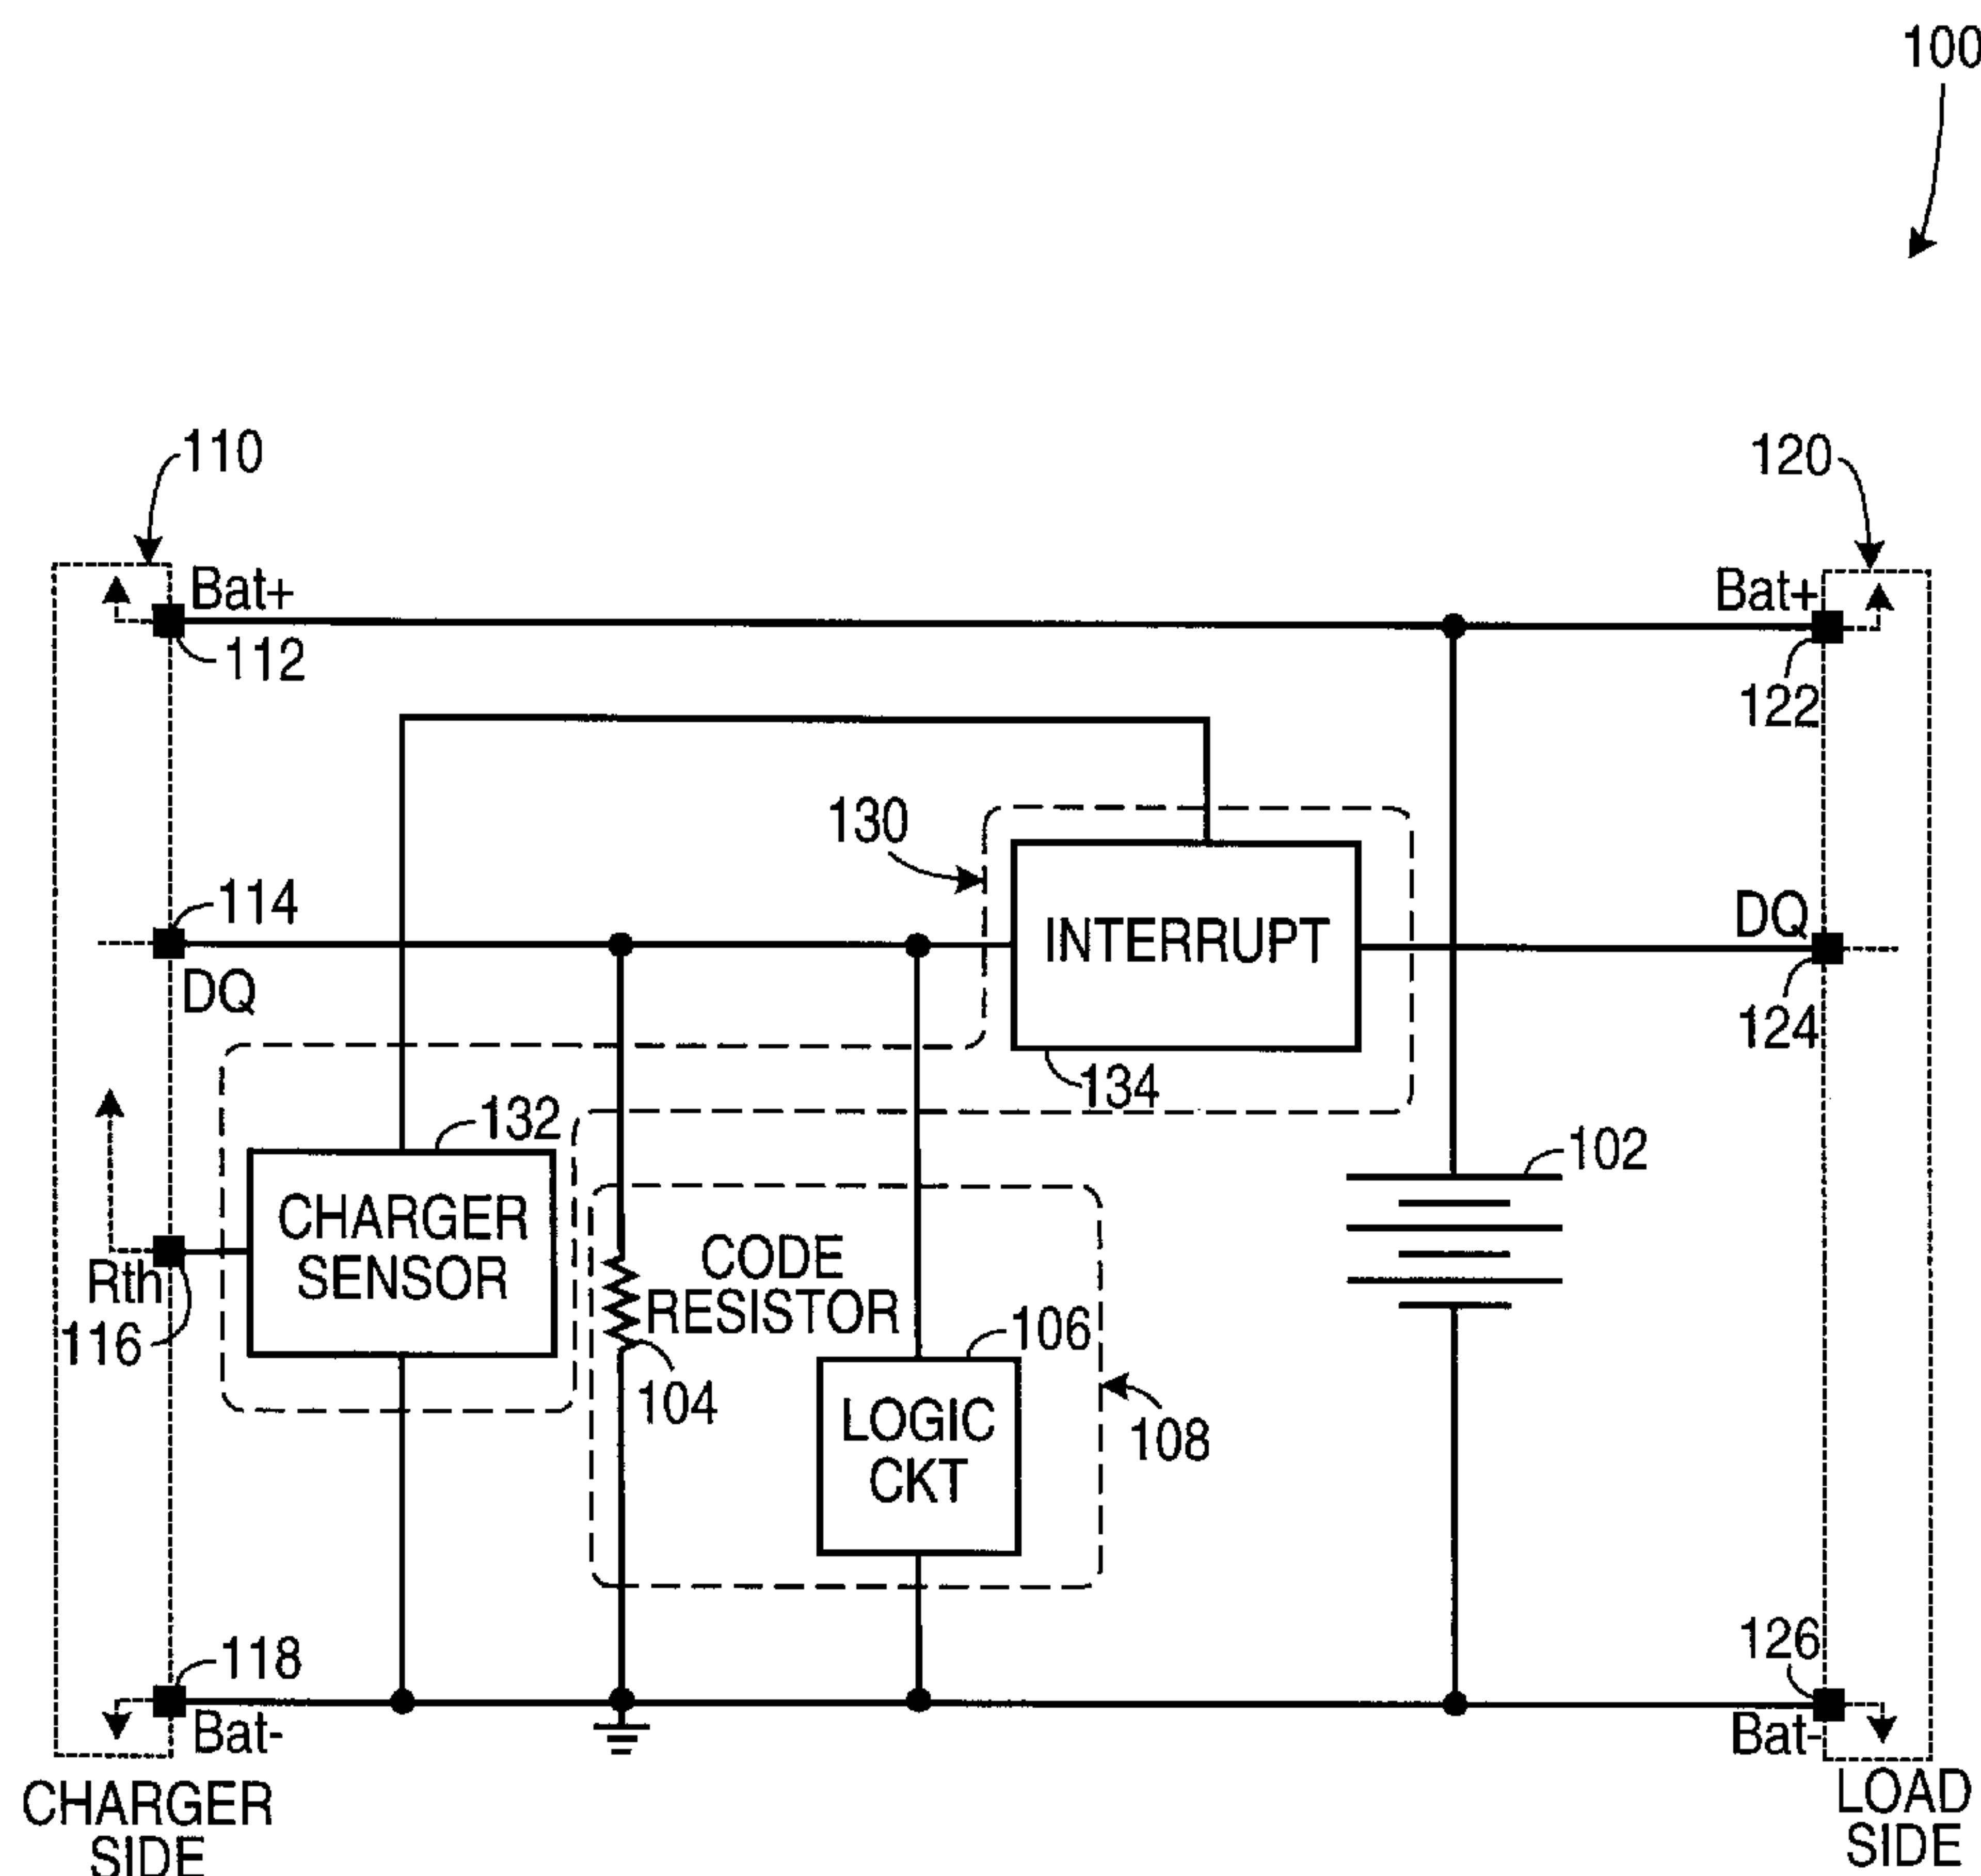 100
110
120
Bat+
Bat+
112
122
130
114
DQ
INTERRUPT
DQ
124
134
132
102
CHARGER
SENSOR
CODE
RESISTOR
Rth
116
106
104
LOGIC
CKT
108
118
126
Bat-
Bat-
CHARGER
SIDE
LOAD
SIDE